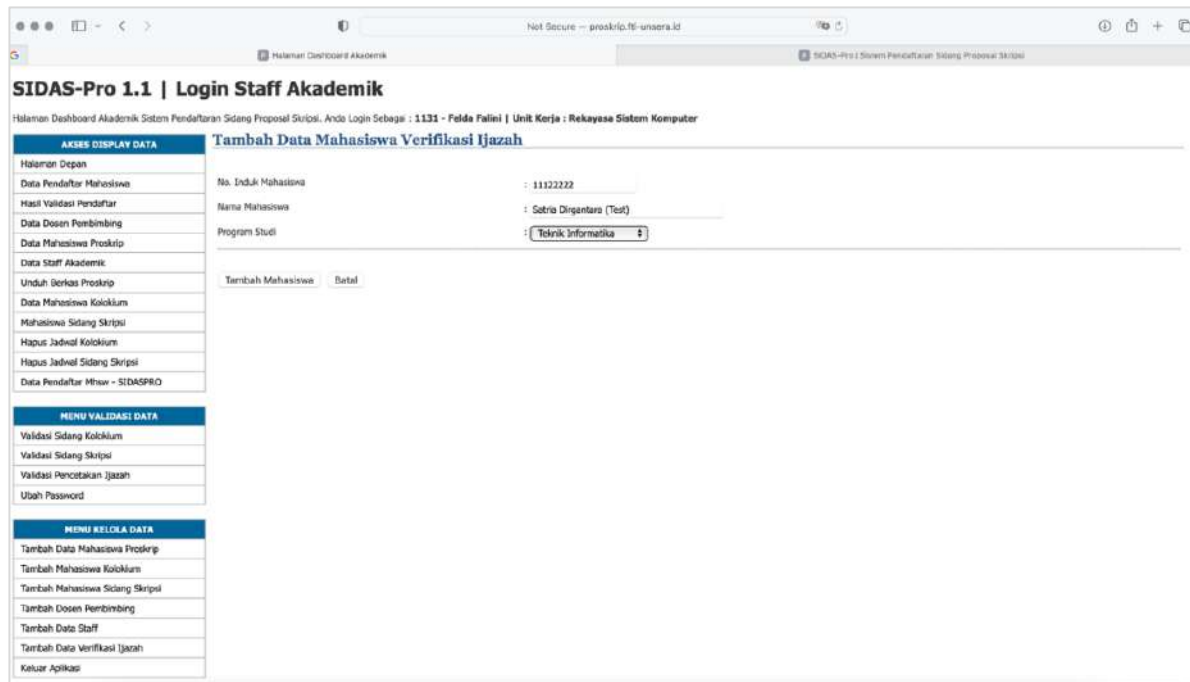 Not Secure — proskrip.fti-unsera.id
Halaman Dashboard Akademik
SIDAS-Pro | Sistem Pendaftaran Sidang Proposal Skripsi
SIDAS-Pro 1.1 | Login Staff Akademik
Halaman Dashboard Akademik Sistem Pendaftaran Sidang Proposal Skripsi. Anda Login Sebagai : 1131 - Felda Falini | Unit Kerja : Rekayasa Sistem Komputer
AKSES DISPLAY DATA
Halaman Depan
Data Pendaftar Mahasiswa
Hasil Validasi Pendaftar
Data Dosen Pembimbing
Data Mahasiswa Proskrip
Data Staff Akademik
Unduh Berkas Proskrip
Data Mahasiswa Kolokium
Mahasiswa Sidang Skripsi
Hapus Jadwal Kolokium
Hapus Jadwal Sidang Skripsi
Data Pendaftar Mhsw - SIDASPRO
MENU VALIDASI DATA
Validasi Sidang Kolokium
Validasi Sidang Skripsi
Validasi Pencetakan Ijazah
Ubah Password
MENU KELOLA DATA
Tambah Data Mahasiswa Proskrip
Tambah Mahasiswa Kolokium
Tambah Mahasiswa Sidang Skripsi
Tambah Dosen Pembimbing
Tambah Data Staff
Tambah Data Verifikasi Ijazah
Keluar Aplikasi
Tambah Data Mahasiswa Verifikasi Ijazah
No. Induk Mahasiswa : 11122222
Nama Mahasiswa : Satria Dirgantara (Test)
Program Studi : Teknik Informatika
Tambah Mahasiswa Batal